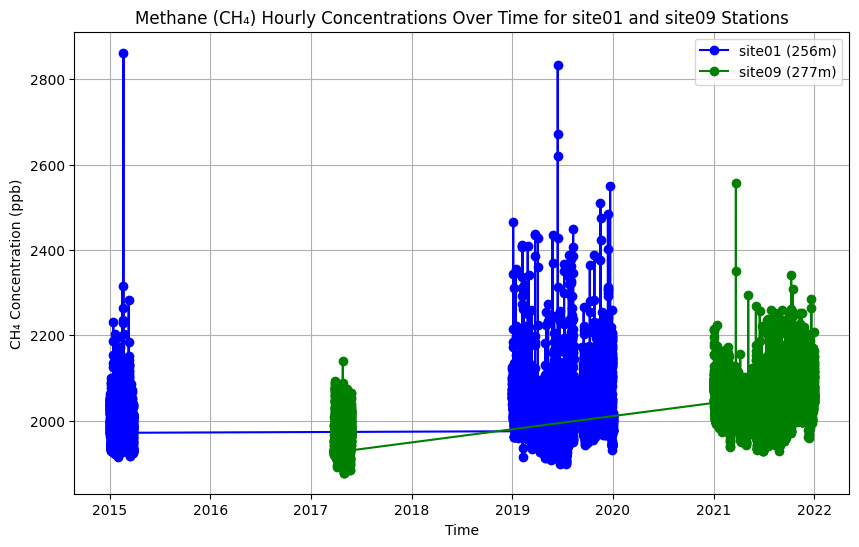 Methane (CH₄) Hourly Concentrations Over Time for site01 and site09 Stations
site01 (256m)
site09 (277m)
CH₄ Concentration (ppb)
2800
2600
2400
2200
2000
2015 2016 2017 2018 2019 2020 2021 2022
Time